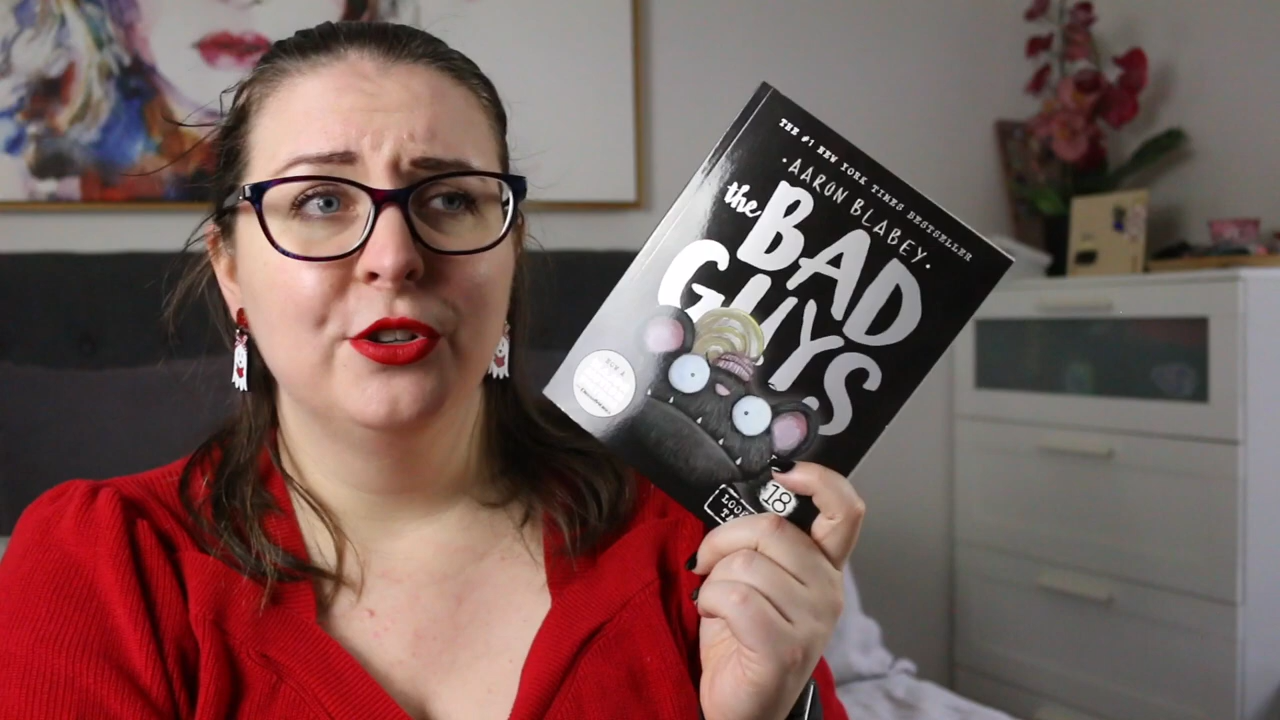 THE #1 NEW YORK TIMES BESTSELLER
·AARON BLABEY·
the BAD
GUYS
18